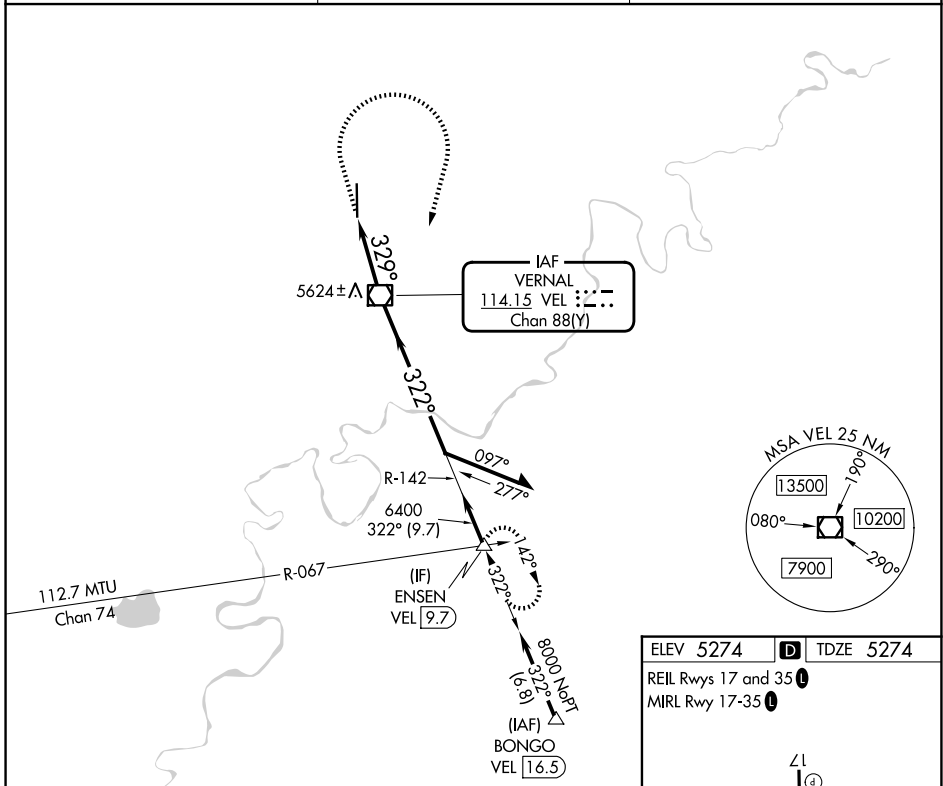 329°
5624±
IAF
VERNAL
114.15 VEL
Chan 88(Y)
322°
097°
277°
R-142
6400
322° (9.7)
142°
322°
R-067
112.7 MTU
Chan 74
(IF)
ENSEN
VEL 9.7
8000 NoPT
322°
(6.8)
(IAF)
BONGO
VEL 16.5
MSA VEL 25 NM
190°
13500
080°
10200
290°
7900
ELEV 5274 D TDZE 5274
REIL Rwys 17 and 35 L
MIRL Rwy 17-35 L
17
P